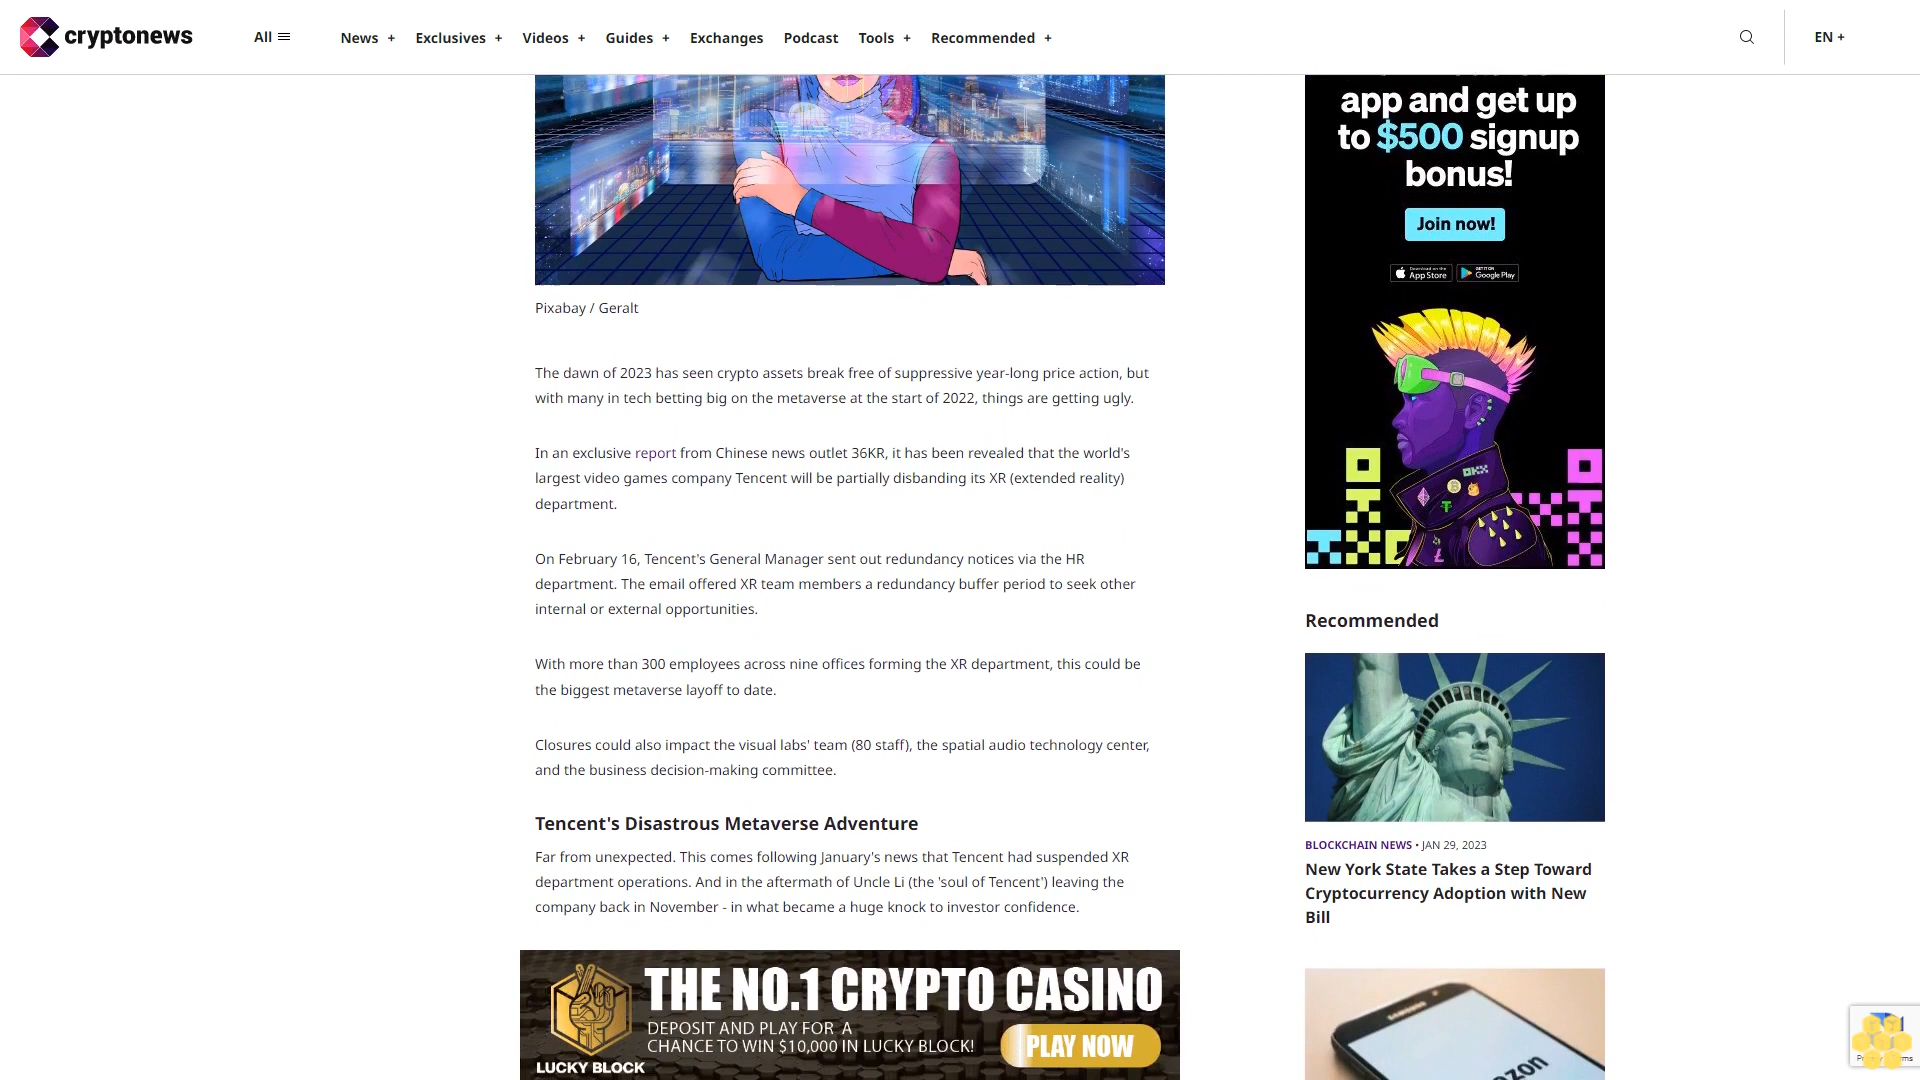 cryptonews
All
News +
Exclusives +
Videos +
Guides +
Exchanges
Podcast
Tools +
Recommended +
EN +
Pixabay / Geralt
The dawn of 2023 has seen crypto assets break free of suppressive year-long price action, but
with many in tech betting big on the metaverse at the start of 2022, things are getting ugly.
In an exclusive report from Chinese news outlet 36KR, it has been revealed that the world's
largest video games company Tencent will be partially disbanding its XR (extended reality)
department.
On February 16, Tencent's General Manager sent out redundancy notices via the HR
department. The email offered XR team members a redundancy buffer period to seek other
internal or external opportunities.
With more than 300 employees across nine offices forming the XR department, this could be
the biggest metaverse layoff to date.
Closures could also impact the visual labs' team (80 staff), the spatial audio technology center,
and the business decision-making committee.
Tencent's Disastrous Metaverse Adventure
Far from unexpected. This comes following January's news that Tencent had suspended XR
department operations. And in the aftermath of Uncle Li (the 'soul of Tencent') leaving the
company back in November - in what became a huge knock to investor confidence.
THE NO.1 CRYPTO CASINO
DEPOSIT AND PLAY FOR A
CHANCE TO WIN $10,000 IN LUCKY BLOCK!
PLAY NOW
LUCKY BLOCK
app and get up
to $500 signup
bonus!
Join now!
Download on the
App Store
GET IT ON
Google Play
OKX
Recommended
BLOCKCHAIN NEWS • JAN 29, 2023
New York State Takes a Step Toward
Cryptocurrency Adoption with New
Bill
SAMSUNG